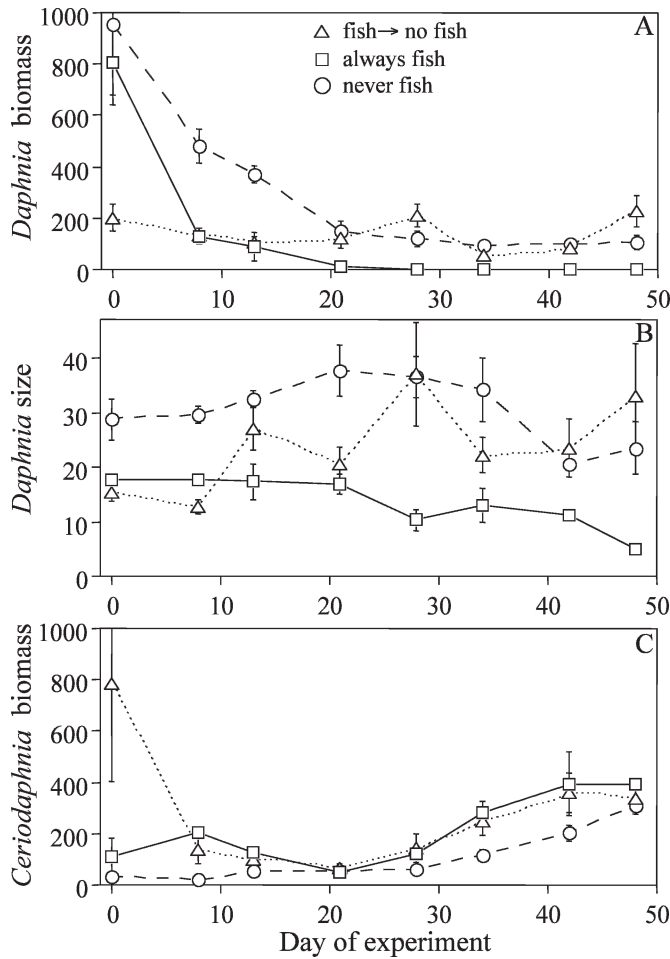 A
1000
800
600
400
200
0
Daphnia biomass
fish→no fish
always fish
never fish
0 10 20 30 40 50
B
40
30
20
10
0
Daphnia size
0 10 20 30 40 50
C
1000
800
600
400
200
0
Ceriodaphnia biomass
0 10 20 30 40 50
Day of experiment